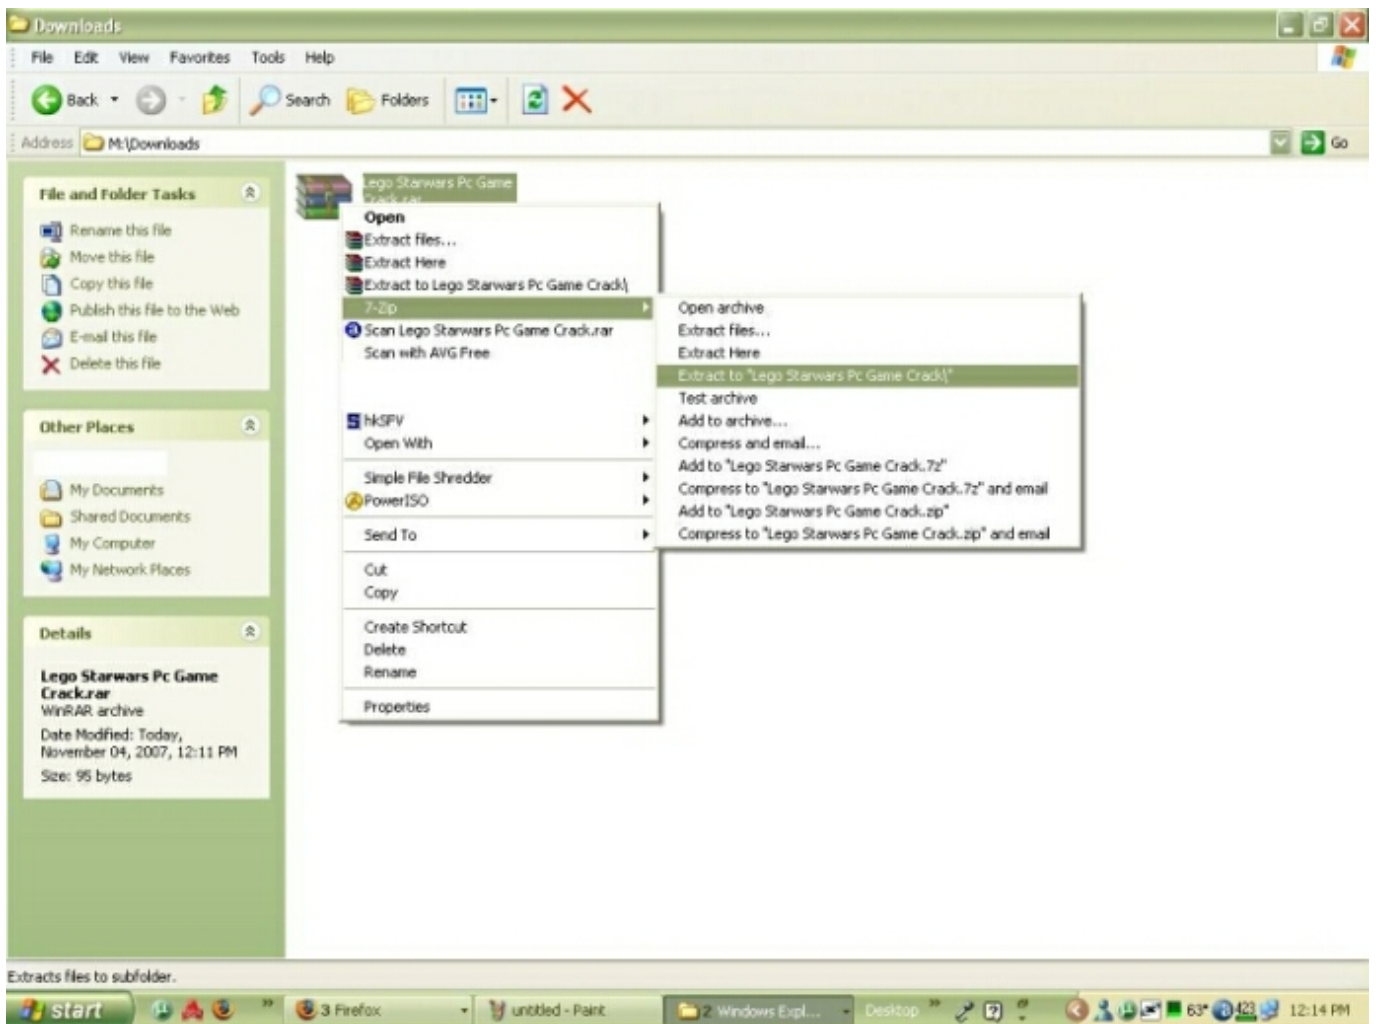 Downloads
File Edit View Favorites Tools Help
Back Search Folders
Address M:\Downloads Go
File and Folder Tasks
Rename this file
Move this file
Copy this file
Publish this file to the Web
E-mail this file
Delete this file
Other Places
My Documents
Shared Documents
My Computer
My Network Places
Details
Lego Starwars Pc Game
Crack.rar
WinRAR archive
Date Modified: Today,
November 04, 2007, 12:11 PM
Size: 95 bytes
Lego Starwars Pc Game
Crack.rar
Open
Extract files...
Extract Here
Extract to Lego Starwars Pc Game Crack\
7-Zip
Scan Lego Starwars Pc Game Crack.rar
Scan with AVG Free
hkSFV
Open With
Simple File Shredder
PowerISO
Send To
Cut
Copy
Create Shortcut
Delete
Rename
Properties
Open archive
Extract files...
Extract Here
Extract to "Lego Starwars Pc Game Crack\"
Test archive
Add to archive...
Compress and email...
Add to "Lego Starwars Pc Game Crack.7z"
Compress to "Lego Starwars Pc Game Crack.7z" and email
Add to "Lego Starwars Pc Game Crack.zip"
Compress to "Lego Starwars Pc Game Crack.zip" and email
Extracts files to subfolder.
start 3 Firefox untitled - Paint 2 Windows Expl... Desktop 63° 423 12:14 PM